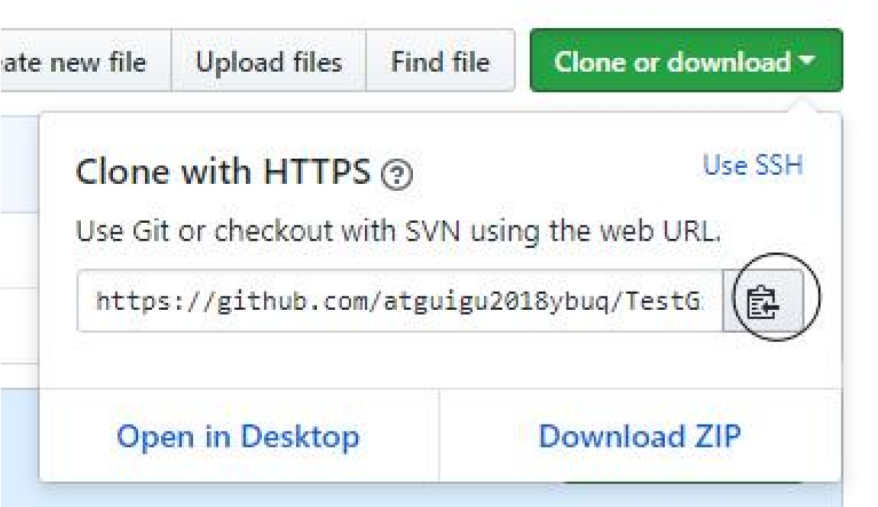 ate new file
Upload files
Find file
Clone or download
Clone with HTTPS
Use SSH
Use Git or checkout with SVN using the web URL.
https://github.com/atguigu2018ybuq/TestG
Open in Desktop
Download ZIP